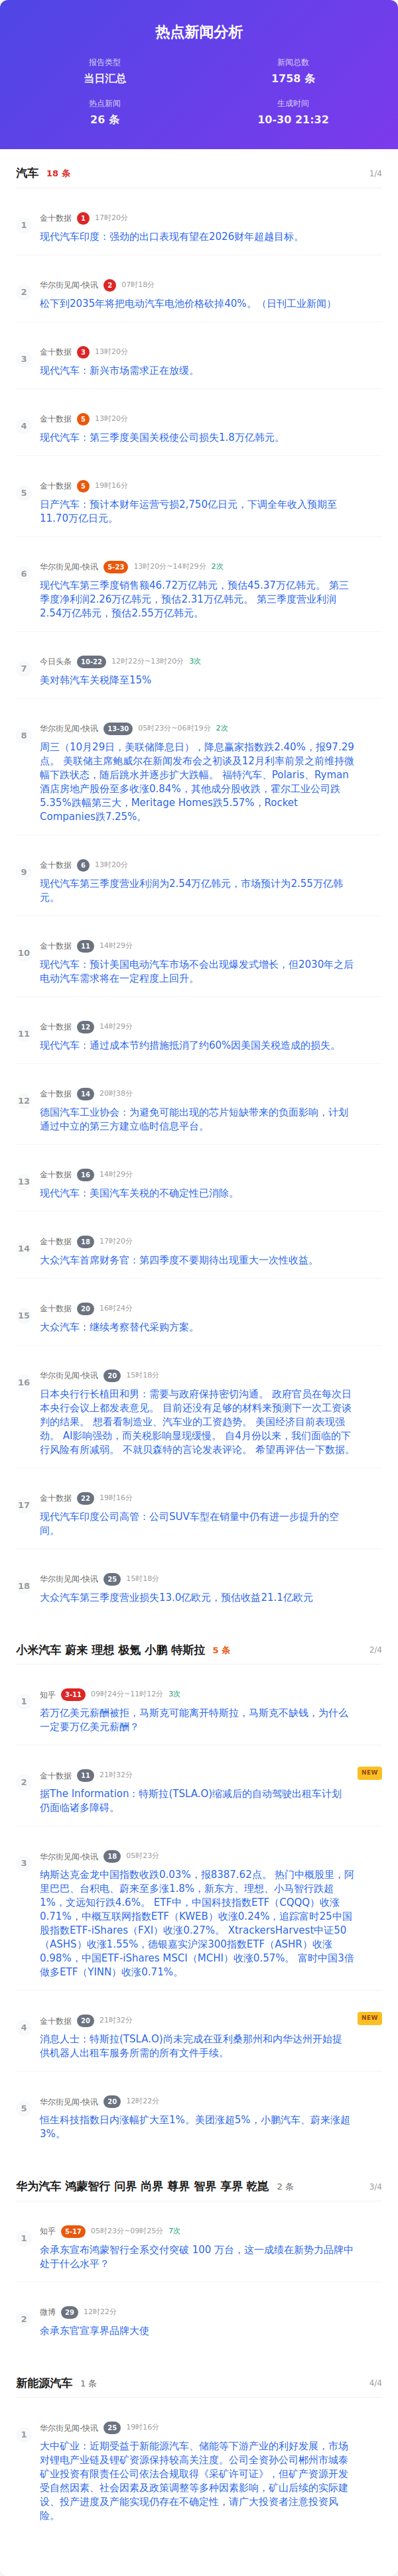 热点新闻分析
报告类型
新闻总数
当日汇总
1758 条
热点新闻
生成时间
26 条
10-30 21:32
汽车 18 条 1/4
1
金十数据 1 17时20分
现代汽车印度：强劲的出口表现有望在2026财年超越目标。
2
华尔街见闻-快讯 2 07时18分
松下到2035年将把电动汽车电池价格砍掉40%。（日刊工业新闻）
3
金十数据 3 13时20分
现代汽车：新兴市场需求正在放缓。
4
金十数据 5 13时20分
现代汽车：第三季度美国关税使公司损失1.8万亿韩元。
5
金十数据 5 19时16分
日产汽车：预计本财年运营亏损2,750亿日元，下调全年收入预期至
11.70万亿日元。
6
华尔街见闻-快讯 5-23 13时20分~14时29分 2次
现代汽车第三季度销售额46.72万亿韩元，预估45.37万亿韩元。 第三
季度净利润2.26万亿韩元，预估2.31万亿韩元。 第三季度营业利润
2.54万亿韩元，预估2.55万亿韩元。
7
今日头条 10-22 12时22分~13时20分 3次
美对韩汽车关税降至15%
8
华尔街见闻-快讯 13-30 05时23分~06时19分 2次
周三（10月29日，美联储降息日），降息赢家指数跌2.40%，报97.29
点。 美联储主席鲍威尔在新闻发布会之初谈及12月利率前景之前维持微
幅下跌状态，随后跳水并逐步扩大跌幅。 福特汽车、Polaris、Ryman
酒店房地产股份至多收涨0.84%，其他成分股收跌，霍尔工业公司跌
5.35%跌幅第三大，Meritage Homes跌5.57%，Rocket
Companies跌7.25%。
9
金十数据 6 13时20分
现代汽车第三季度营业利润为2.54万亿韩元，市场预计为2.55万亿韩
元。
10
金十数据 11 14时29分
现代汽车：预计美国电动汽车市场不会出现爆发式增长，但2030年之后
电动汽车需求将在一定程度上回升。
11
金十数据 12 14时29分
现代汽车：通过成本节约措施抵消了约60%因美国关税造成的损失。
12
金十数据 14 20时38分
德国汽车工业协会：为避免可能出现的芯片短缺带来的负面影响，计划
通过中立的第三方建立临时信息平台。
13
金十数据 16 14时29分
现代汽车：美国汽车关税的不确定性已消除。
14
金十数据 18 17时20分
大众汽车首席财务官：第四季度不要期待出现重大一次性收益。
15
金十数据 20 16时24分
大众汽车：继续考察替代采购方案。
16
华尔街见闻-快讯 20 15时18分
日本央行行长植田和男：需要与政府保持密切沟通。 政府官员在每次日
本央行会议上都发表意见。 目前还没有足够的材料来预测下一次工资谈
判的结果。 想看看制造业、汽车业的工资趋势。 美国经济目前表现强
劲。 AI影响强劲，而关税影响显现缓慢。 自4月份以来，我们面临的下
行风险有所减弱。 不就贝森特的言论发表评论。 希望再评估一下数据。
17
金十数据 22 19时16分
现代汽车印度公司高管：公司SUV车型在销量中仍有进一步提升的空
间。
18
华尔街见闻-快讯 25 15时18分
大众汽车第三季度营业损失13.0亿欧元，预估收益21.1亿欧元
小米汽车 蔚来 理想 极氪 小鹏 特斯拉 5 条 2/4
1
知乎 3-11 09时24分~11时12分 3次
若万亿美元薪酬被拒，马斯克可能离开特斯拉，马斯克不缺钱，为什么
一定要万亿美元薪酬？
2
金十数据 11 21时32分 NEW
据The Information：特斯拉(TSLA.O)缩减后的自动驾驶出租车计划
仍面临诸多障碍。
3
华尔街见闻-快讯 18 05时23分
纳斯达克金龙中国指数收跌0.03%，报8387.62点。 热门中概股里，阿
里巴巴、台积电、蔚来至多涨1.8%，新东方、理想、小马智行跌超
1%，文远知行跌4.6%。 ETF中，中国科技指数ETF（CQQQ）收涨
0.71%，中概互联网指数ETF（KWEB）收涨0.24%，追踪富时25中国
股指数ETF-iShares（FXI）收涨0.27%。 XtrackersHarvest中证50
（ASHS）收涨1.55%，德银嘉实沪深300指数ETF（ASHR）收涨
0.98%，中国ETF-iShares MSCI（MCHI）收涨0.57%。 富时中国3倍
做多ETF（YINN）收涨0.71%。
4
金十数据 20 21时32分 NEW
消息人士：特斯拉(TSLA.O)尚未完成在亚利桑那州和内华达州开始提
供机器人出租车服务所需的所有文件手续。
5
华尔街见闻-快讯 20 12时22分
恒生科技指数日内涨幅扩大至1%。美团涨超5%，小鹏汽车、蔚来涨超
3%。
华为汽车 鸿蒙智行 问界 尚界 尊界 智界 享界 乾崑 2 条 3/4
1
知乎 5-17 05时23分~09时25分 7次
余承东宣布鸿蒙智行全系交付突破 100 万台，这一成绩在新势力品牌中
处于什么水平？
2
微博 29 12时22分
余承东官宣享界品牌大使
新能源汽车 1 条 4/4
1
华尔街见闻-快讯 25 19时16分
大中矿业：近期受益于新能源汽车、储能等下游产业的利好发展，市场
对锂电产业链及锂矿资源保持较高关注度。公司全资孙公司郴州市城泰
矿业投资有限责任公司依法合规取得《采矿许可证》，但矿产资源开发
受自然因素、社会因素及政策调整等多种因素影响，矿山后续的实际建
设、投产进度及产能实现仍存在不确定性，请广大投资者注意投资风
险。